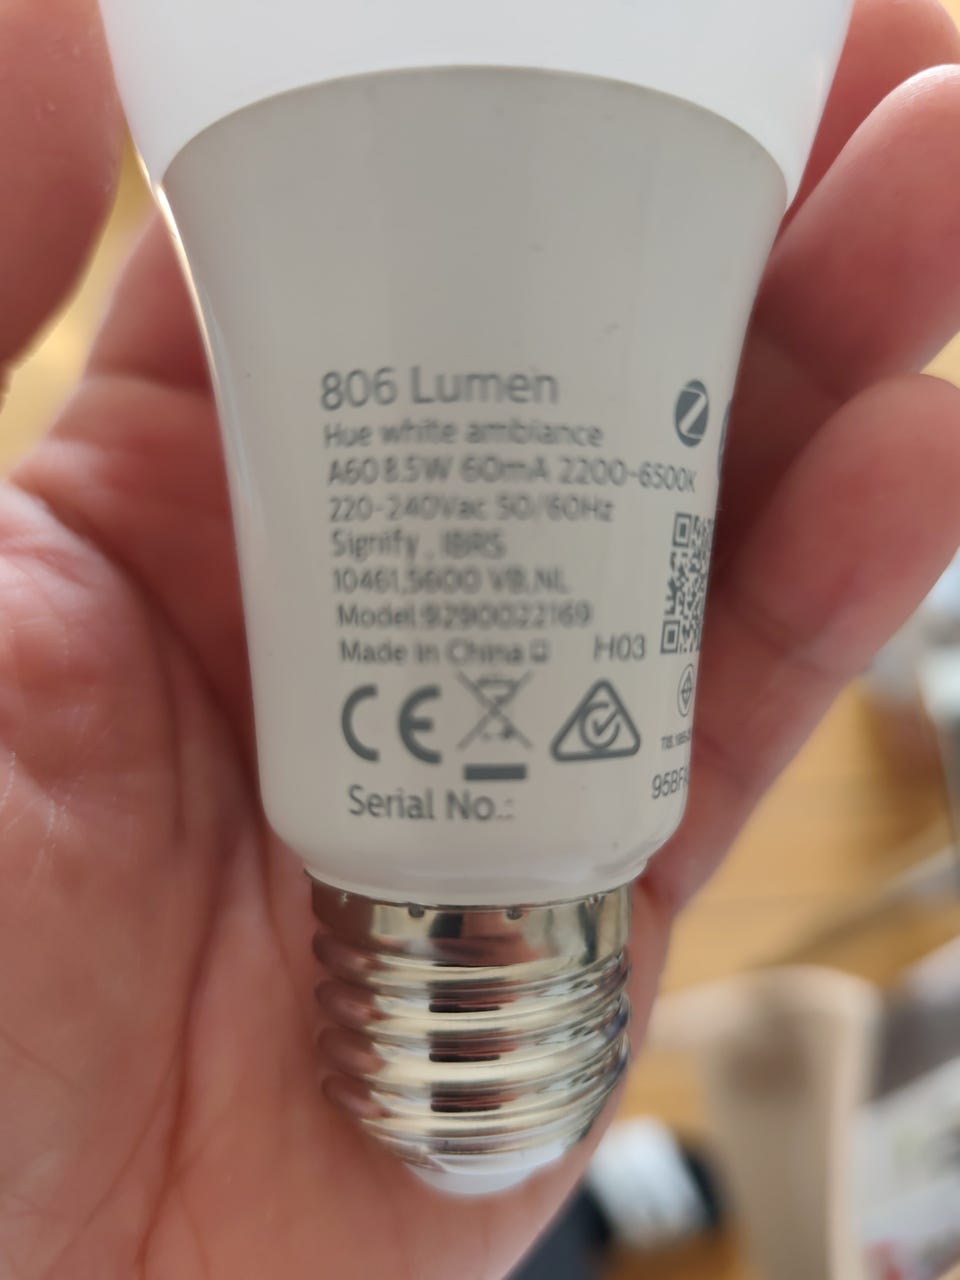 806 Lumen
Hue white ambiance
A60 8.5W 60mA 2200-6500K
220-240Vac 50/60Hz
Signify, IBRS
10461,5600 VB,NL
Model:9290022169
Made in China H03
CE
Serial No.:
95BF